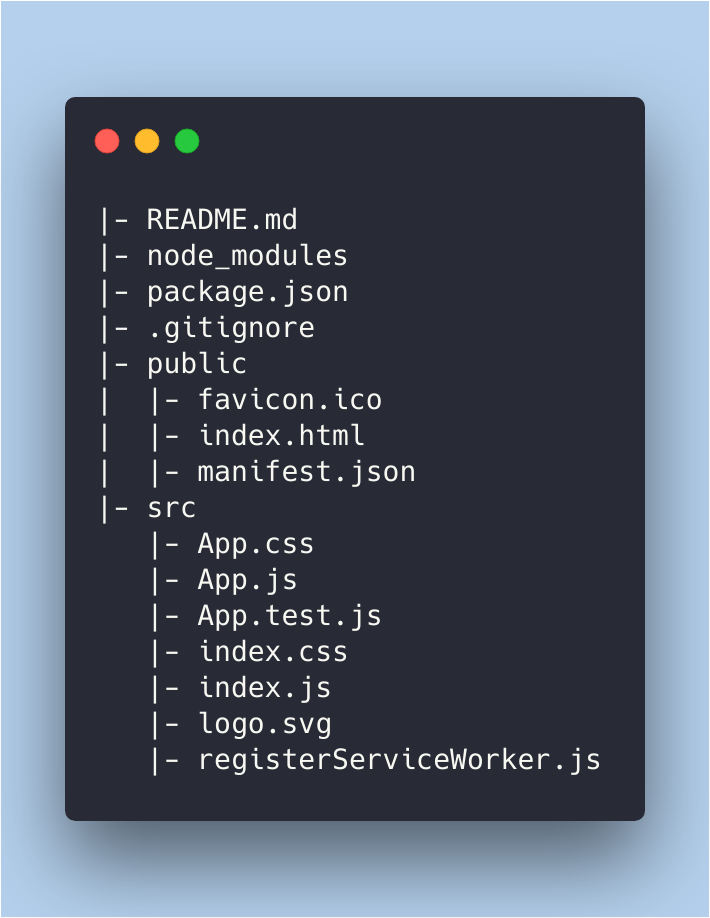 |- README.md
|- node_modules
|- package.json
|- .gitignore
|- public
|  |- favicon.ico
|  |- index.html
|  |- manifest.json
|- src
   |- App.css
   |- App.js
   |- App.test.js
   |- index.css
   |- index.js
   |- logo.svg
   |- registerServiceWorker.js